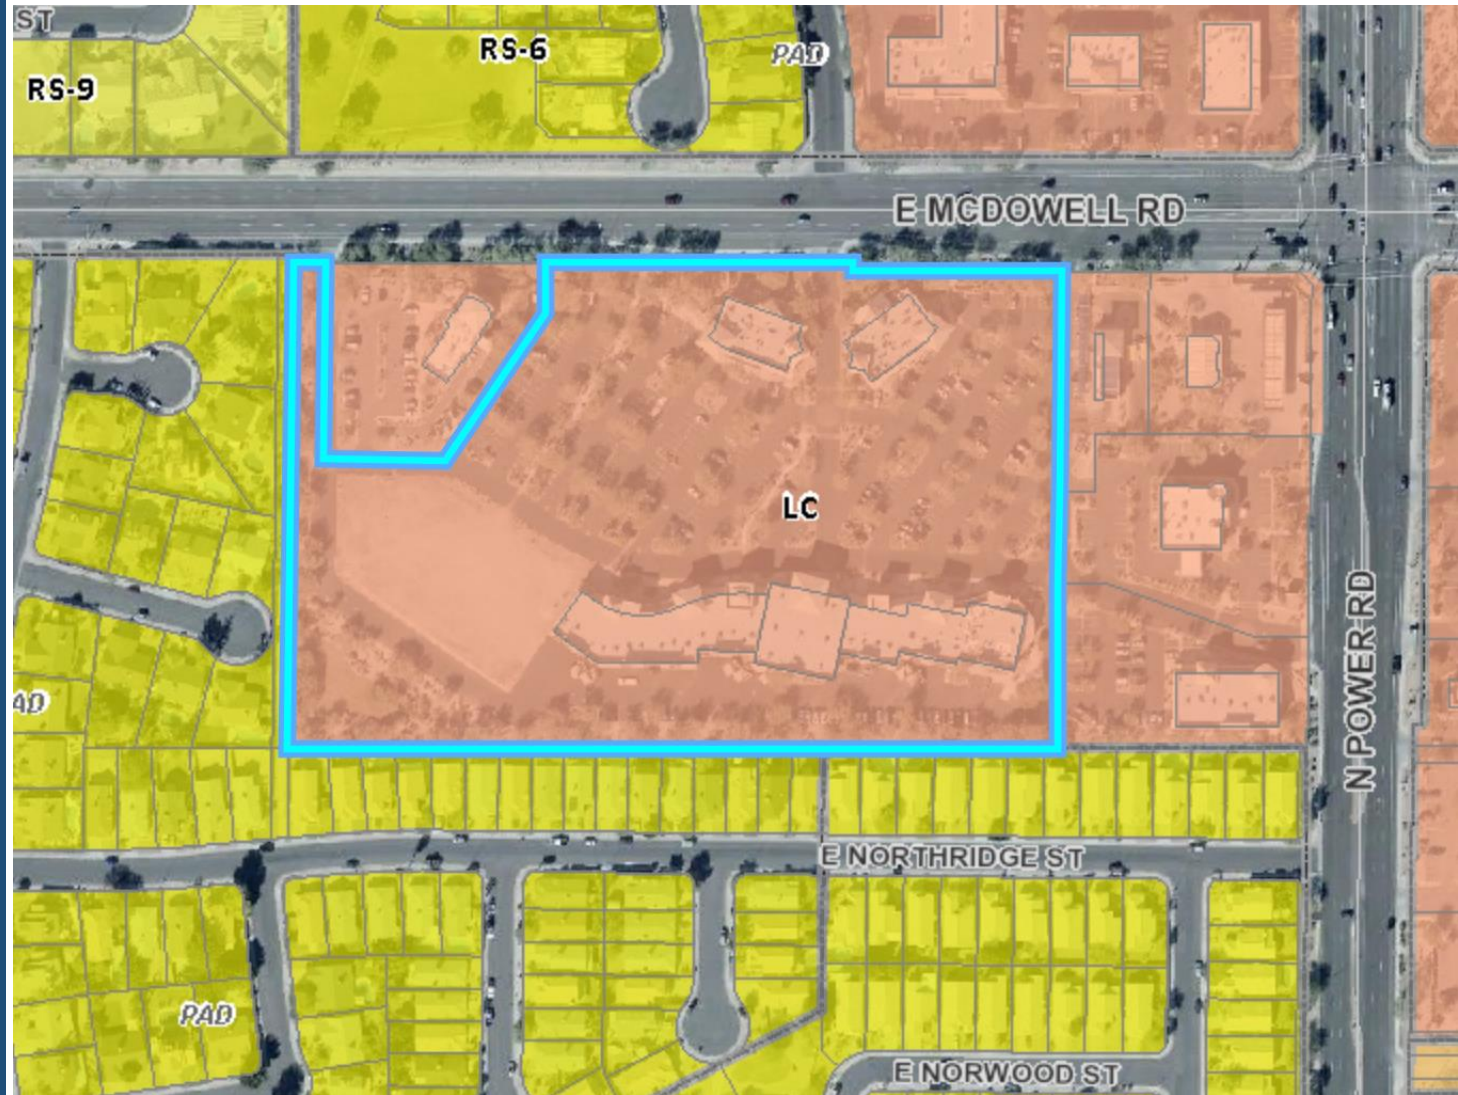 ST
RS-6
PAD
RS-9
E MCDOWELL RD
LC
N POWER RD
AD
E NORTHRIDGE ST
PAD
E NORWOOD ST